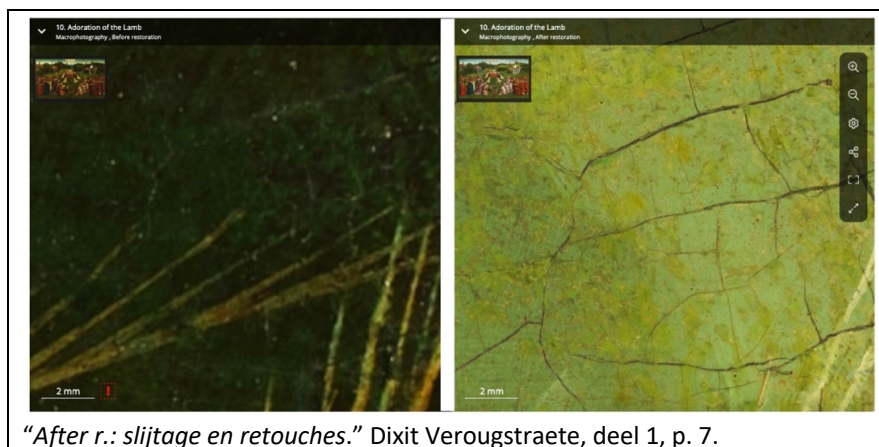 10. Adoration of the Lamb
Macrophotography , Before restoration
10. Adoration of the Lamb
Macrophotography , After restoration
2 mm
!
2 mm
“After r.: slijtage en retouches.” Dixit Verougstraete, deel 1, p. 7.